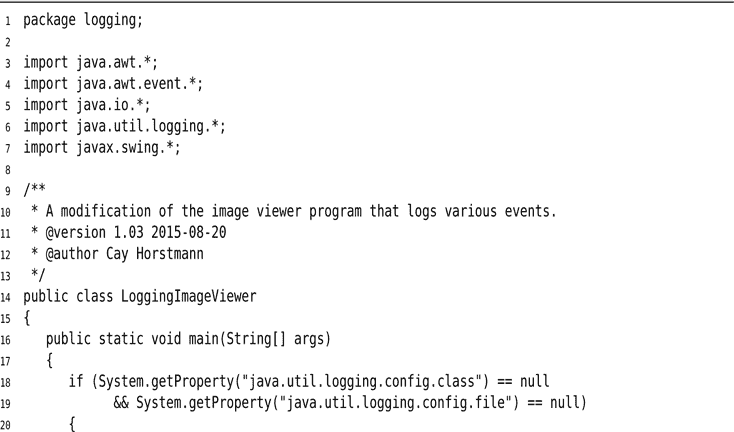 1 package logging;
2
3 import java.awt.*;
4 import java.awt.event.*;
5 import java.io.*;
6 import java.util.logging.*;
7 import javax.swing.*;
8
9 /**
10  * A modification of the image viewer program that logs various events.
11  * @version 1.03 2015-08-20
12  * @author Cay Horstmann
13  */
14 public class LoggingImageViewer
15 {
16    public static void main(String[] args)
17    {
18       if (System.getProperty("java.util.logging.config.class") == null
19             && System.getProperty("java.util.logging.config.file") == null)
20       {